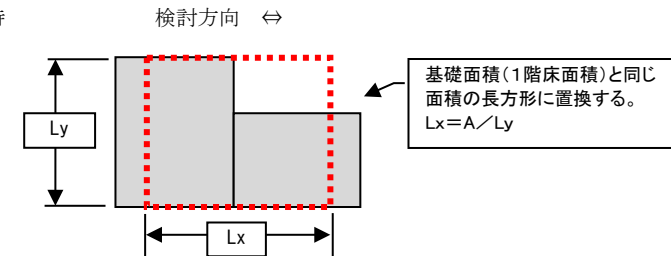 時 検討方向 ⇔
基礎面積(1階床面積)と同じ
面積の長方形に置換する。
Lx=A/Ly
Ly
Lx